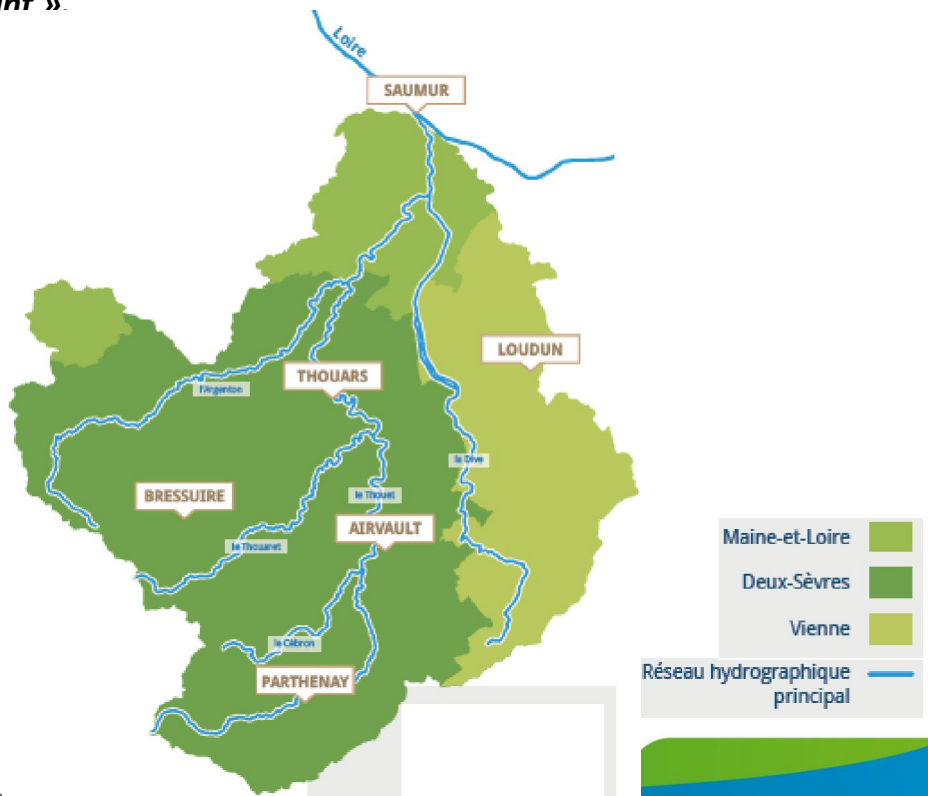 nt ».
Loire
SAUMUR
LOUDUN
THOUARS
l'Argenton
la Dive
BRESSUIRE
le Thouet
AIRVAULT
le Thouaret
le Cébron
PARTHENAY
Maine-et-Loire
Deux-Sèvres
Vienne
Réseau hydrographique
principal